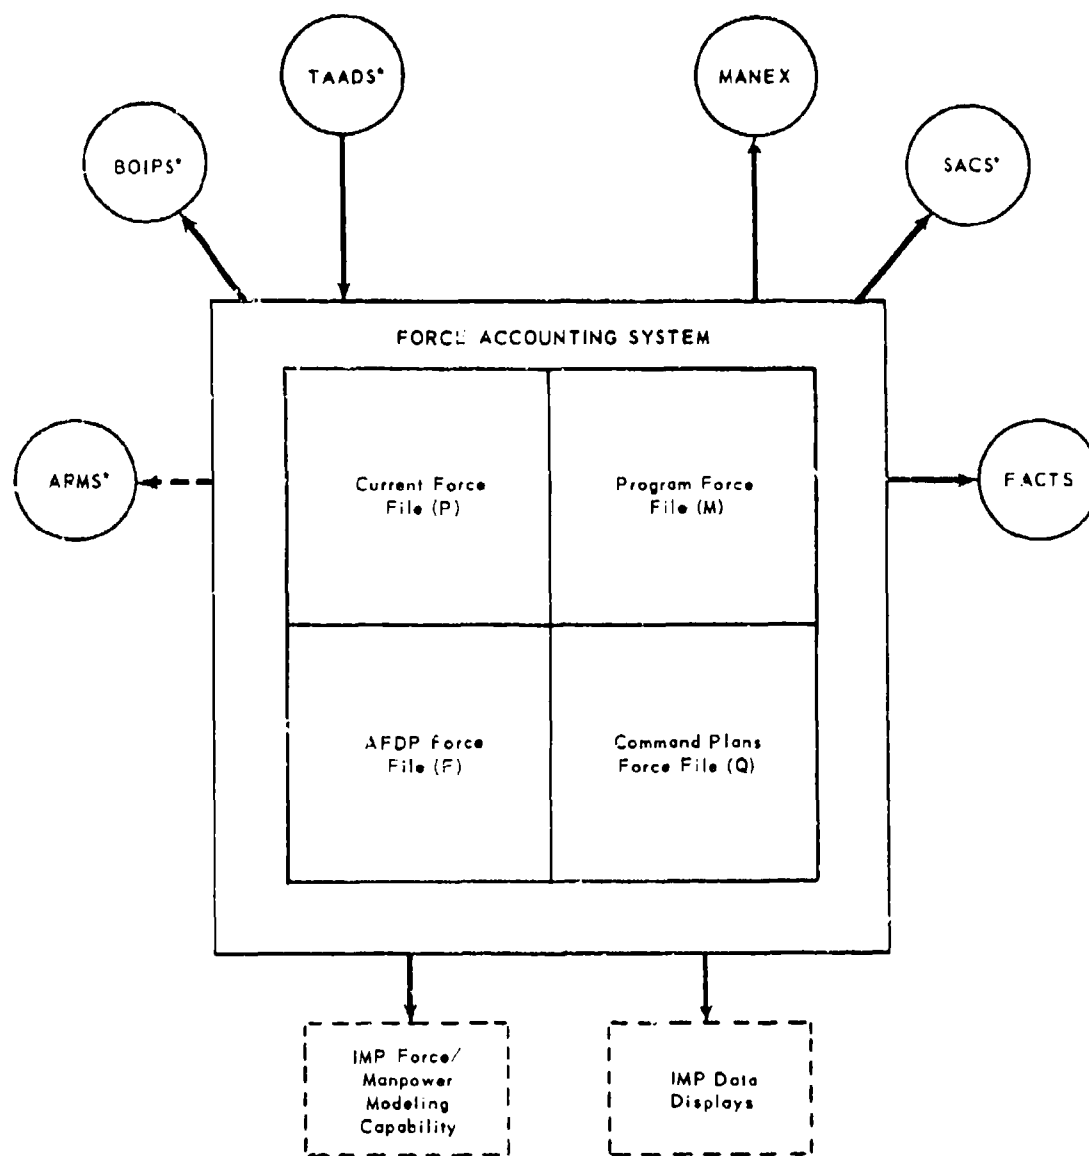 TAADS*
MANEX
BOIPS*
SACS*
FORCE ACCOUNTING SYSTEM
ARMS*
Current Force
File (P)
Program Force
File (M)
FACTS
AFDP Force
File (F)
Command Plans
Force File (Q)
IMP Force/
Manpower
Modeling
Capability
IMP Data
Displays